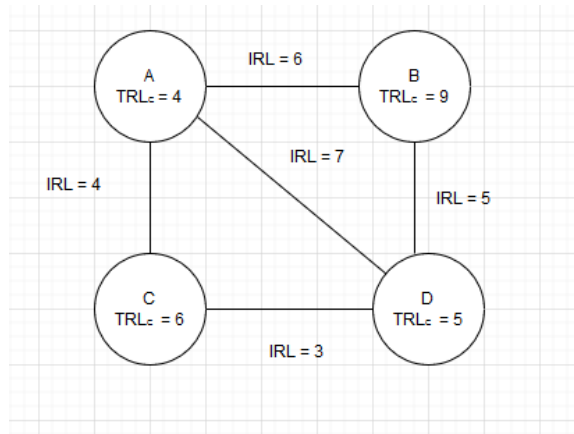 A
TRLc = 4
IRL = 6
B
TRLc = 9
IRL = 7
IRL = 4
IRL = 5
C
TRLc = 6
D
TRLc = 5
IRL = 3